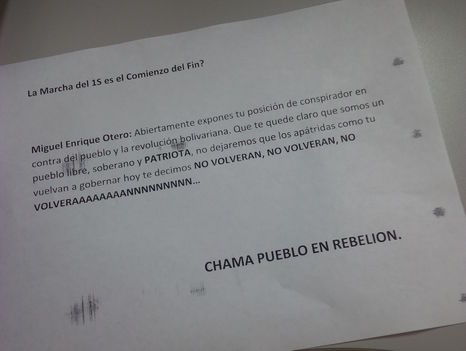 La Marcha del 15 es el Comienzo del Fin?
Miguel Enrique Otero: Abiertamente expones tu posición de conspirador en
contra del pueblo y la revolución bolivariana. Que te quede claro que somos un
pueblo libre, soberano y PATRIOTA, no dejaremos que los apátridas como tu
vuelvan a gobernar hoy te decimos NO VOLVERAN, NO VOLVERAN, NO
VOLVERAAAAAAAANNNNNNNNN...
CHAMA PUEBLO EN REBELION.